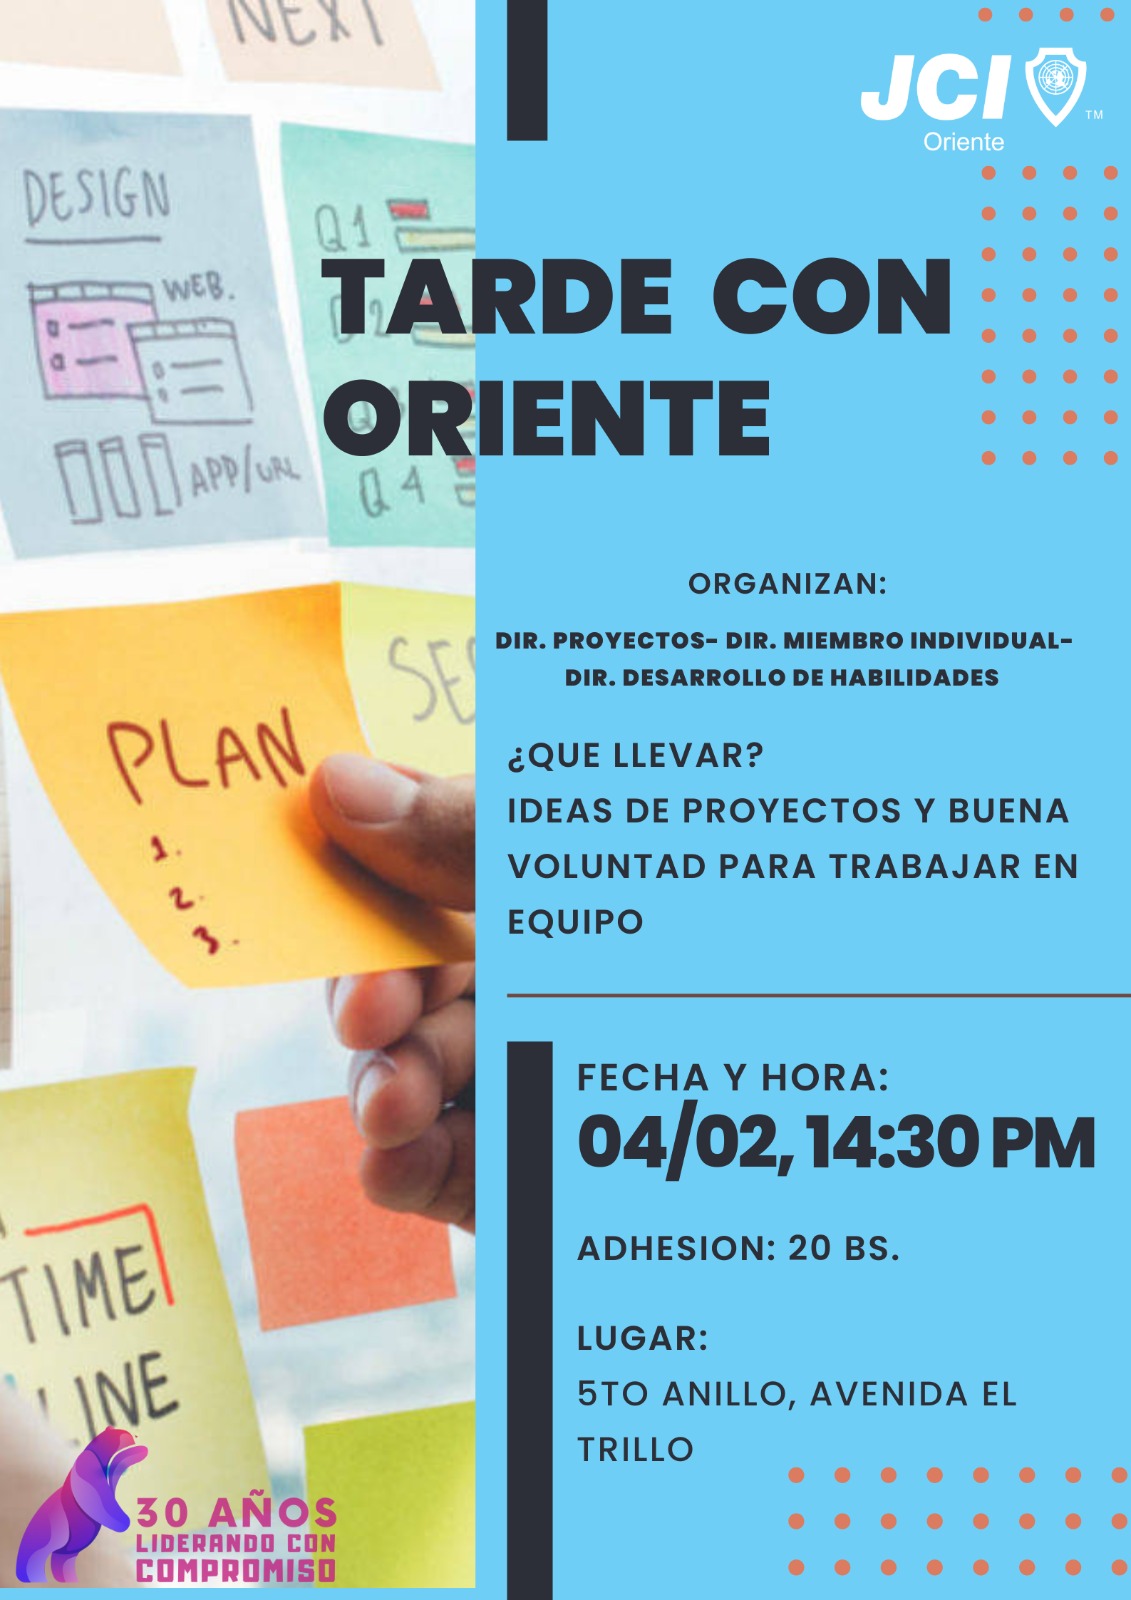 NEXT
DESIGN
WEB.
APP/URL
Q1
Q2
Q4
PLAN
1.
2.
3.
TIME
LINE
JCI
TM
Oriente
TARDE CON
ORIENTE
ORGANIZAN:
DIR. PROYECTOS- DIR. MIEMBRO INDIVIDUAL-
DIR. DESARROLLO DE HABILIDADES
¿QUE LLEVAR?
IDEAS DE PROYECTOS Y BUENA
VOLUNTAD PARA TRABAJAR EN
EQUIPO
FECHA Y HORA:
04/02, 14:30 PM
ADHESION: 20 BS.
LUGAR:
5TO ANILLO, AVENIDA EL
TRILLO
30 AÑOS
LIDERANDO CON
COMPROMISO